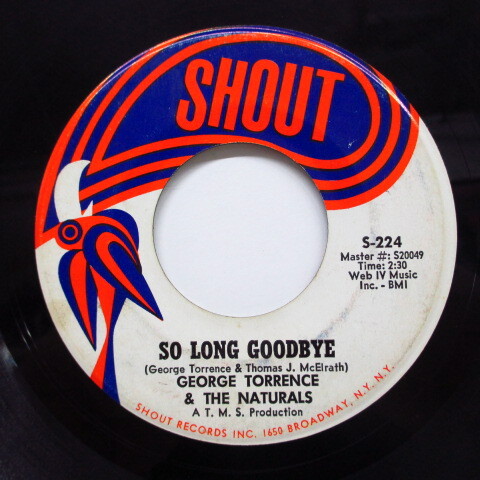 SHOUT
S-224
Master #: S20049
Time: 2:30
Web IV Music
Inc. - BMI
SO LONG GOODBYE
(George Torrence & Thomas J. McElrath)
GEORGE TORRENCE
& THE NATURALS
A T. M. S. Production
SHOUT RECORDS INC. 1650 BROADWAY, N.Y. N.Y.